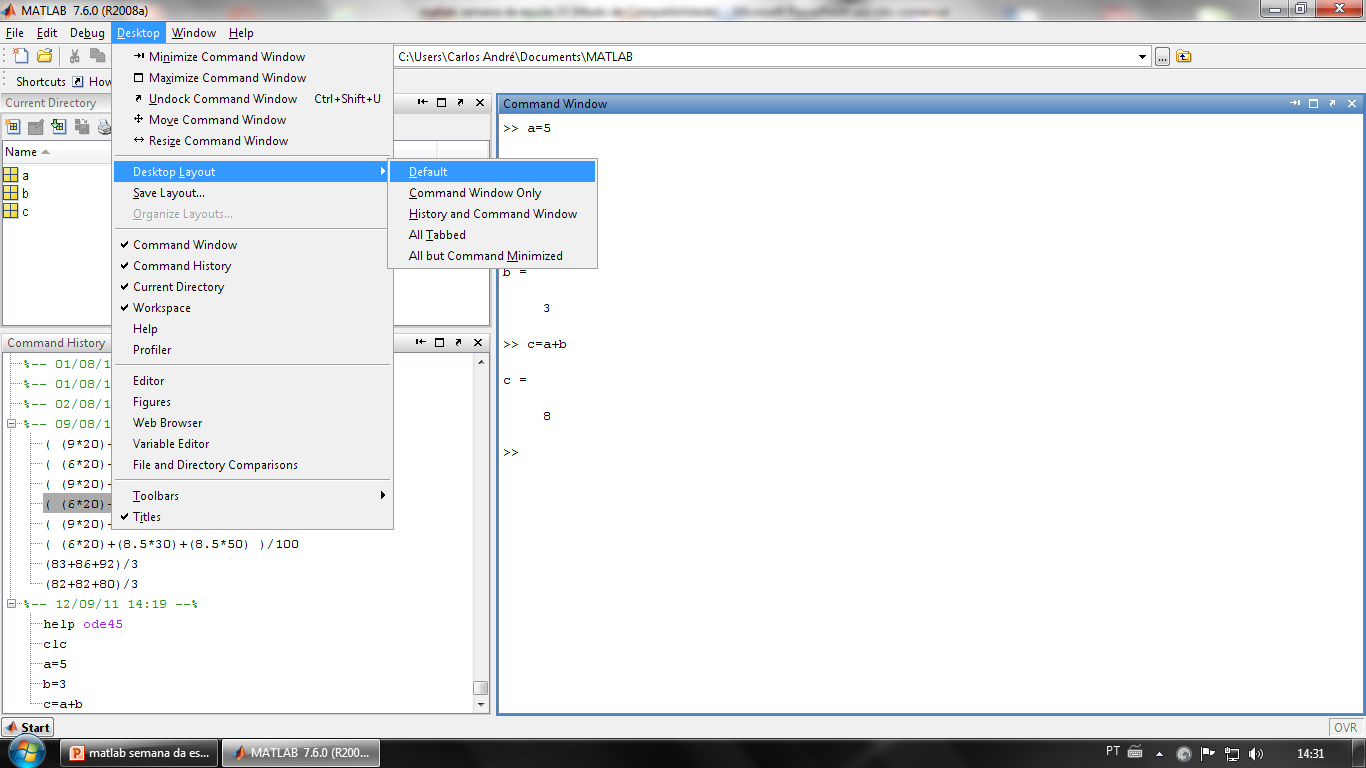 MATLAB 7.6.0 (R2008a)
File Edit Debug Desktop Window Help
C:\Users\Carlos André\Documents\MATLAB
...
Shortcuts How
Minimize Command Window
Maximize Command Window
Undock Command Window Ctrl+Shift+U
Move Command Window
Resize Command Window
Desktop Layout
Save Layout...
Organize Layouts...
Command Window
Command History
Current Directory
Workspace
Help
Profiler
Editor
Figures
Web Browser
Variable Editor
File and Directory Comparisons
Toolbars
Titles
Default
Command Window Only
History and Command Window
All Tabbed
All but Command Minimized
Current Directory
Name
a
b
c
Command History
%-- 01/08/1
%-- 01/08/1
%-- 02/08/1
%-- 09/08/1
( (9*20)-
( (6*20)-
( (9*20)-
( (6*20)-
( (9*20)-
( (6*20)+(8.5*30)+(8.5*50) )/100
(83+86+92)/3
(82+82+80)/3
%-- 12/09/11 14:19 --%
help ode45
clc
a=5
b=3
c=a+b
Command Window
>> a=5
b =
3
>> c=a+b
c =
8
>>
Start
OVR
matlab semana da es...
MATLAB 7.6.0 (R200...
PT
14:31